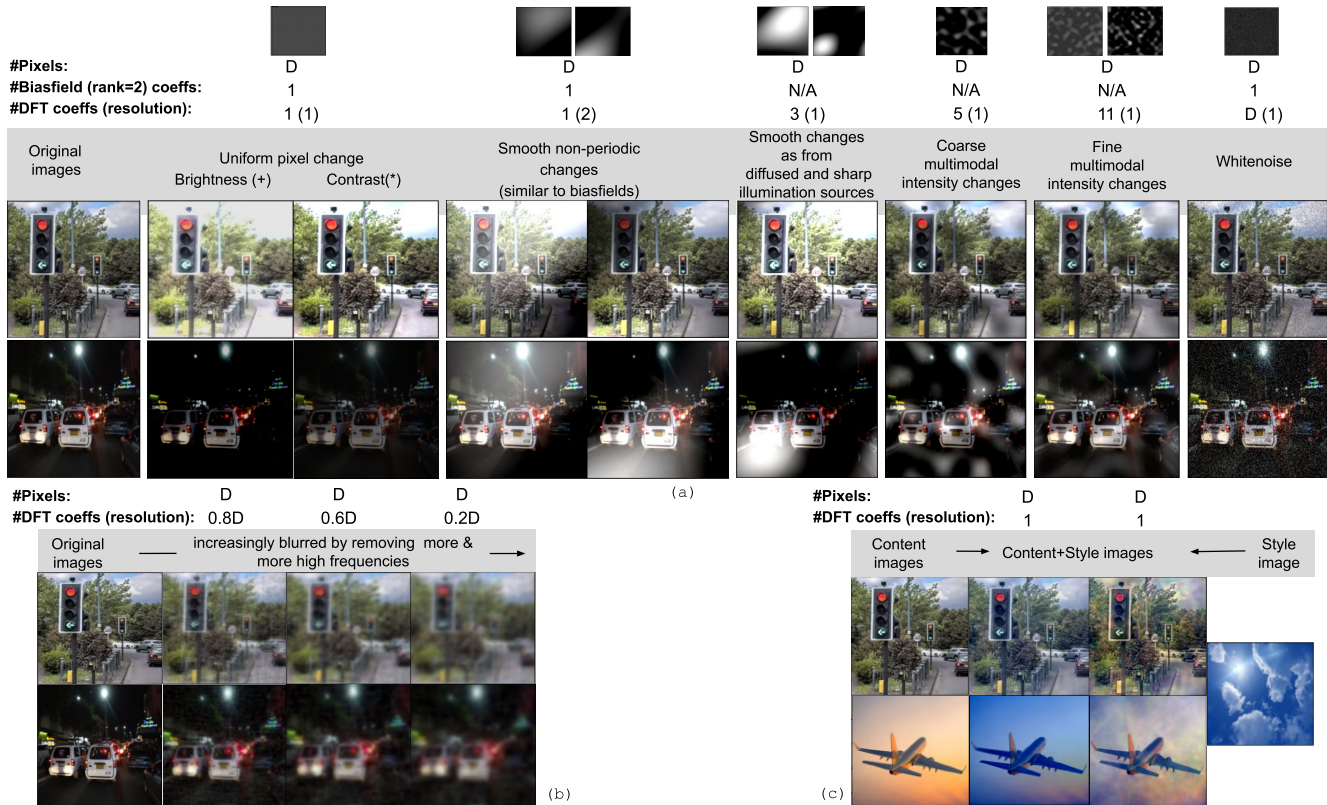 #Pixels: D D D D D D
#Biasfield (rank=2) coeffs: 1 1 N/A N/A N/A 1
#DFT coeffs (resolution): 1 (1) 1 (2) 3 (1) 5 (1) 11 (1) D (1)
Original
images
Uniform pixel change
Brightness (+) Contrast(*)
Smooth non-periodic
changes
(similar to biasfields)
Smooth changes
as from
diffused and sharp
illumination sources
Coarse
multimodal
intensity changes
Fine
multimodal
intensity changes
Whitenoise
(a)
#Pixels: D D D
#DFT coeffs (resolution): 0.8D 0.6D 0.2D
Original
images
increasingly blurred by removing more &
more high frequencies
(b)
#Pixels: D D
#DFT coeffs (resolution): 1 1
Content
images
Content+Style images
Style
image
(c)